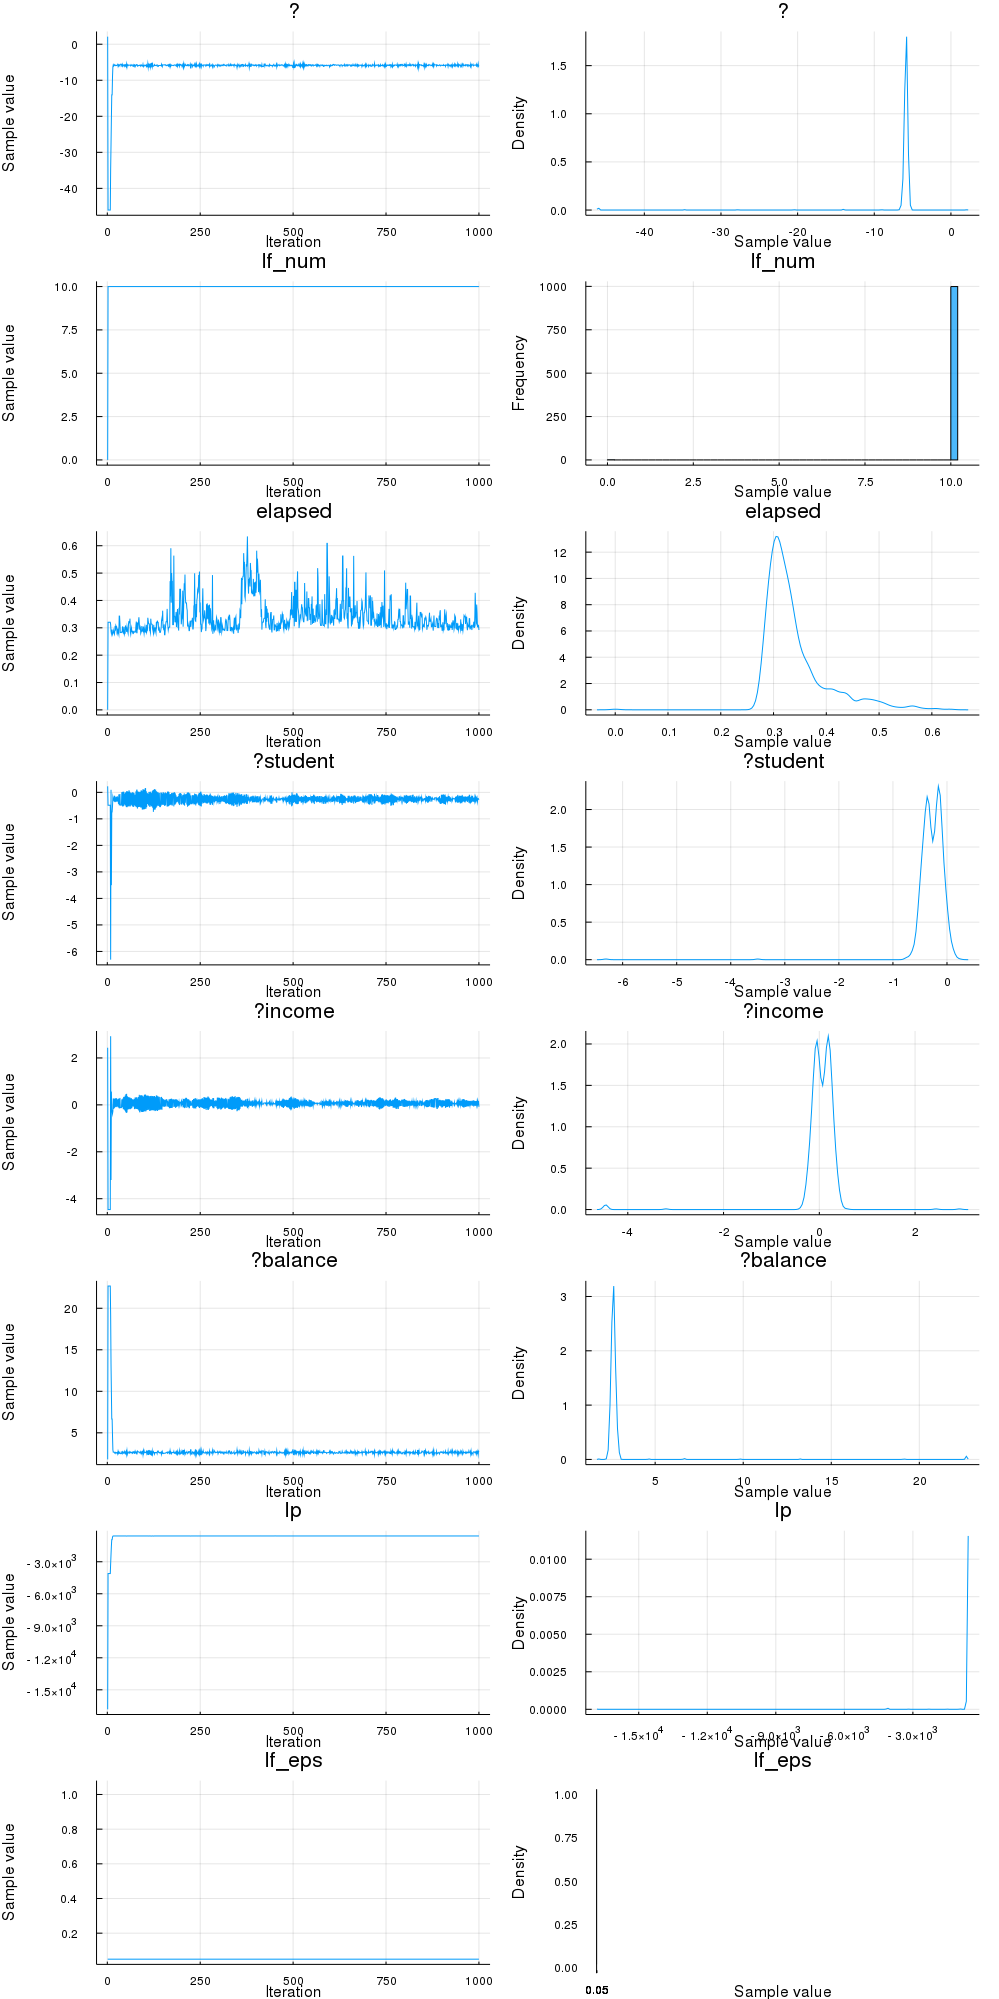 ? ?
0
-10
-20
-30
-40
Sample value
0 250 500 750 1000
Iteration
1.5
1.0
0.5
0.0
Density
-40 -30 -20 -10 0
Sample value
lf_num lf_num
10.0
7.5
5.0
2.5
0.0
Sample value
0 250 500 750 1000
Iteration
1000
750
500
250
0
Frequency
0.0 2.5 5.0 7.5 10.0
Sample value
elapsed elapsed
0.6
0.5
0.4
0.3
0.2
0.1
0.0
Sample value
0 250 500 750 1000
Iteration
12
10
8
6
4
2
0
Density
0.0 0.1 0.2 0.3 0.4 0.5 0.6
Sample value
?student ?student
0
-1
-2
-3
-4
-5
-6
Sample value
0 250 500 750 1000
Iteration
2.0
1.5
1.0
0.5
0.0
Density
-6 -5 -4 -3 -2 -1 0
Sample value
?income ?income
2
0
-2
-4
Sample value
0 250 500 750 1000
Iteration
2.0
1.5
1.0
0.5
0.0
Density
-4 -2 0 2
Sample value
?balance ?balance
20
15
10
5
Sample value
0 250 500 750 1000
Iteration
3
2
1
0
Density
5 10 15 20
Sample value
lp lp
- 3.0×10³
- 6.0×10³
- 9.0×10³
- 1.2×10⁴
- 1.5×10⁴
Sample value
0 250 500 750 1000
Iteration
0.0100
0.0075
0.0050
0.0025
0.0000
Density
- 1.5×10⁴ - 1.2×10⁴ - 9.0×10³ - 6.0×10³ - 3.0×10³
Sample value
lf_eps lf_eps
1.0
0.8
0.6
0.4
0.2
Sample value
0 250 500 750 1000
Iteration
1.00
0.75
0.50
0.25
0.00
Density
0.05
Sample value